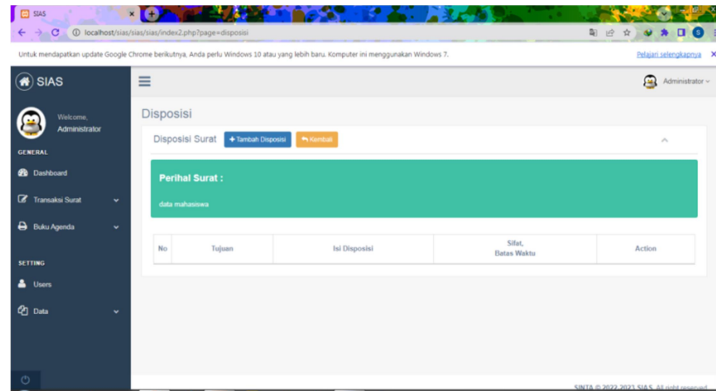 SIAS
localhost/sias/sias/sias/index2.php?page=disposisi
Untuk mendapatkan update Google Chrome berikutnya, Anda perlu Windows 10 atau yang lebih baru. Komputer ini menggunakan Windows 7.
Pelajari selengkapnya
SIAS
Administrator
Welcome,
Administrator
GENERAL
Dashboard
Transaksi Surat
Buku Agenda
SETTING
Users
Data
Disposisi
Disposisi Surat
+ Tambah Disposisi
Kembali
Perihal Surat :
data mahasiswa
No
Tujuan
Isi Disposisi
Sifat,
Batas Waktu
Action
SINTA © 2022-2023 SIAS. All right reserved